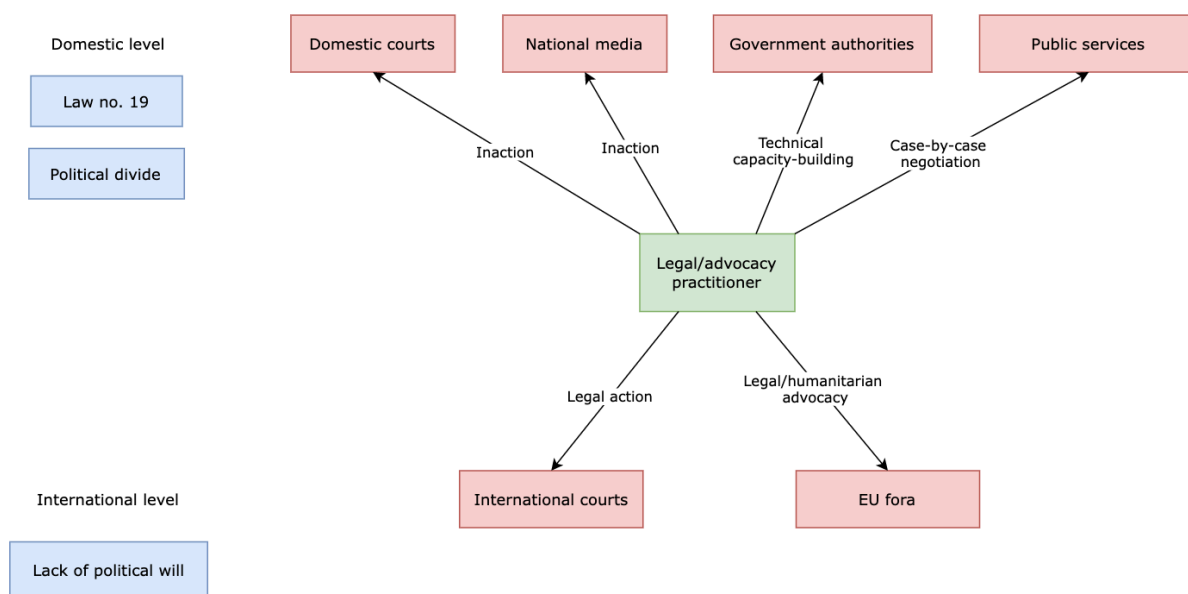 Domestic level
Domestic courts
National media
Government authorities
Public services
Law no. 19
Political divide
Inaction
Inaction
Technical
capacity-building
Case-by-case
negotiation
Legal/advocacy
practitioner
Legal action
Legal/humanitarian
advocacy
International level
International courts
EU fora
Lack of political will